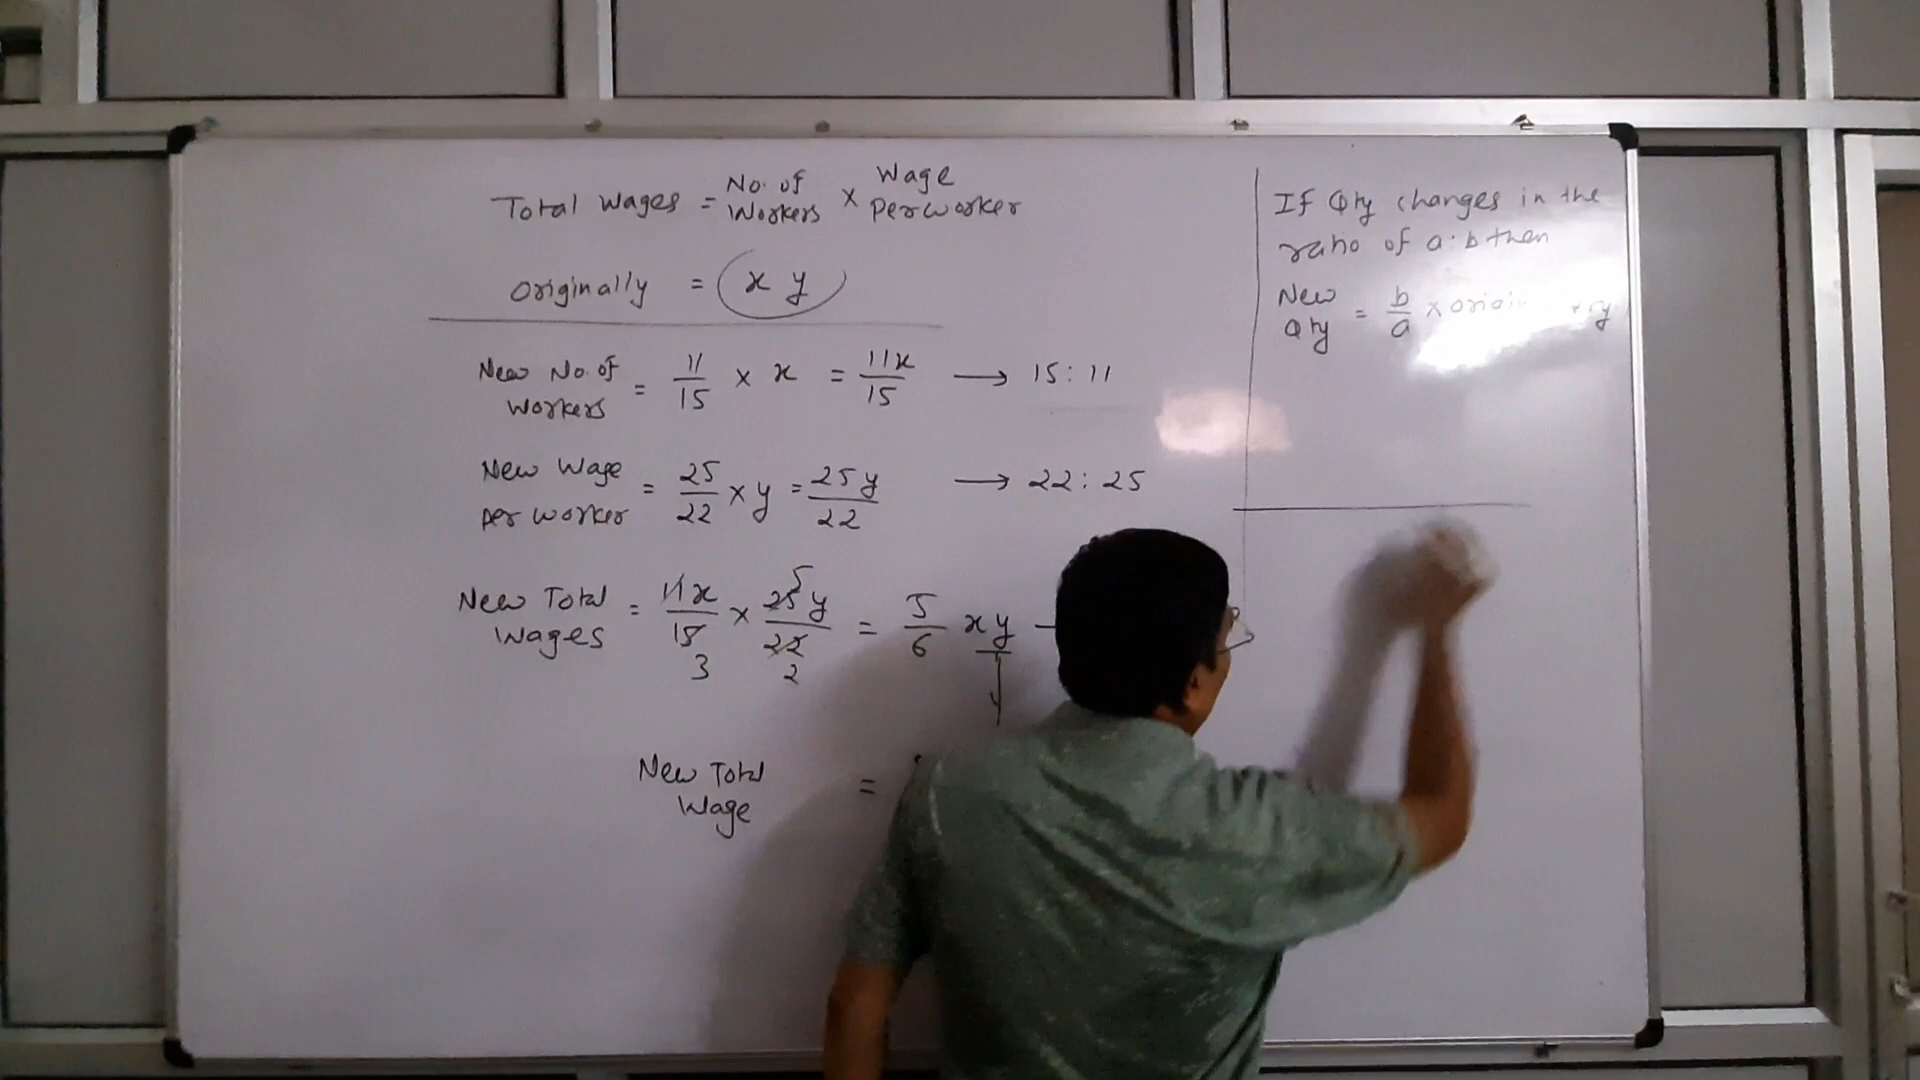 Total Wages = No. of Workers × Wage Per worker
Originally = x y
New No. of Workers = 11/15 × x = 11x/15 → 15 : 11
New Wage per worker = 25/22 × y = 25y/22 → 22 : 25
New Total Wages = 11x/15 × 25y/22 = 5/6 xy
3 2 5
New Total Wage =
If Qty changes in the
ratio of a : b then
New Qty = b/a ×